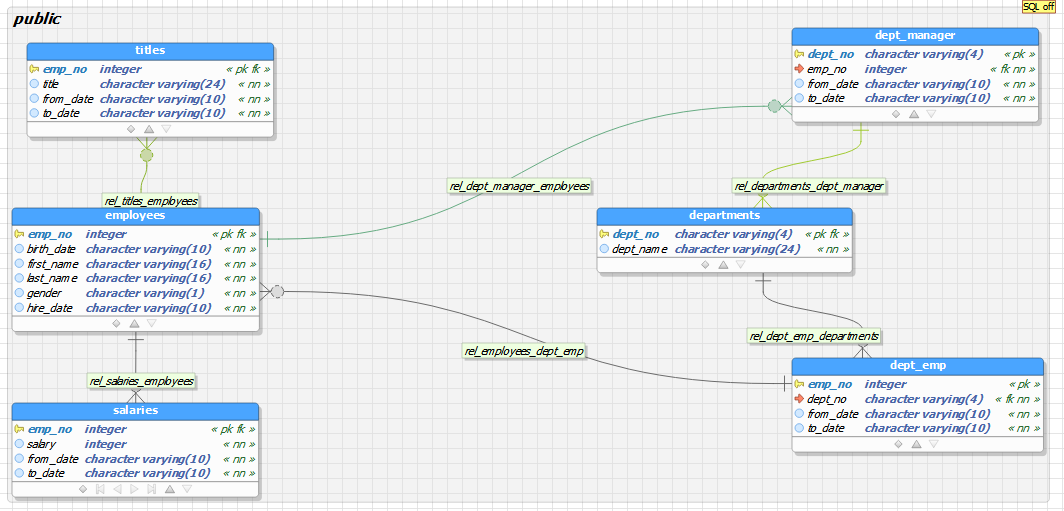 SQL off
public
titles
emp_no integer « pk fk »
title character varying(24) « nn »
from_date character varying(10) « nn »
to_date character varying(10) « nn »
dept_manager
dept_no character varying(4) « pk »
emp_no integer « fk nn »
from_date character varying(10) « nn »
to_date character varying(10) « nn »
rel_titles_employees
rel_dept_manager_employees
rel_departments_dept_manager
employees
emp_no integer « pk fk »
birth_date character varying(10) « nn »
first_name character varying(16) « nn »
last_name character varying(16) « nn »
gender character varying(1) « nn »
hire_date character varying(10) « nn »
departments
dept_no character varying(4) « pk fk »
dept_name character varying(24) « nn »
rel_employees_dept_emp
rel_dept_emp_departments
rel_salaries_employees
salaries
emp_no integer « pk fk »
salary integer « nn »
from_date character varying(10) « nn »
to_date character varying(10) « nn »
dept_emp
emp_no integer « pk »
dept_no character varying(4) « fk nn »
from_date character varying(10) « nn »
to_date character varying(10) « nn »